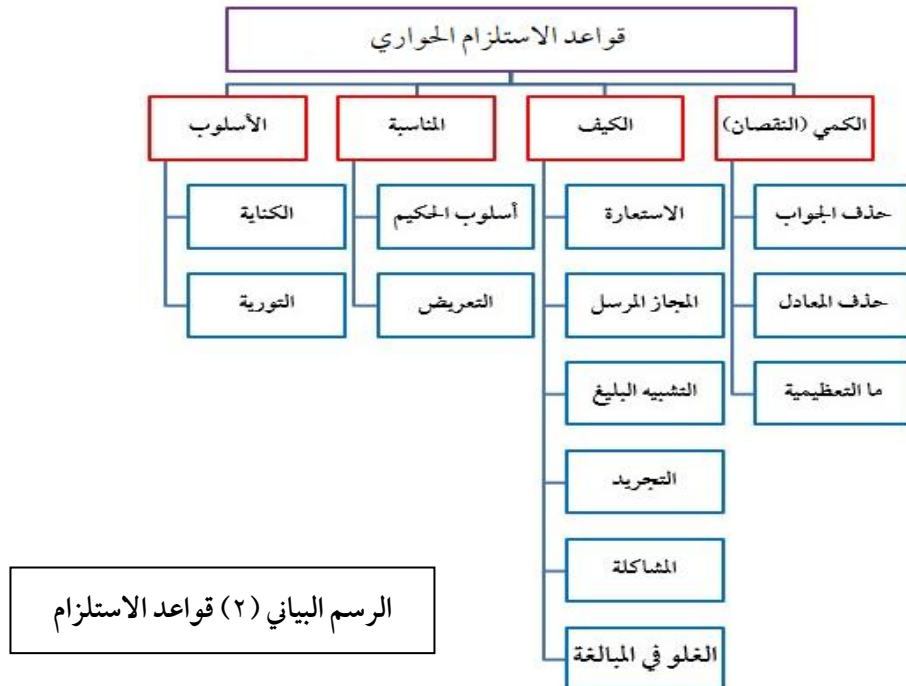 قواعد الاستلزام الحواري
الكمي (النقصان)
الكيف
المناسبة
الأسلوب
حذف الجواب
الاستعارة
أسلوب الحكيم
الكناية
حذف المعادل
المجاز المرسل
التعريض
التورية
ما التعظيمية
التشبيه البليغ
التجريد
المشاكلة
الغلو في المبالغة
الرسم البياني (٢) قواعد الاستلزام